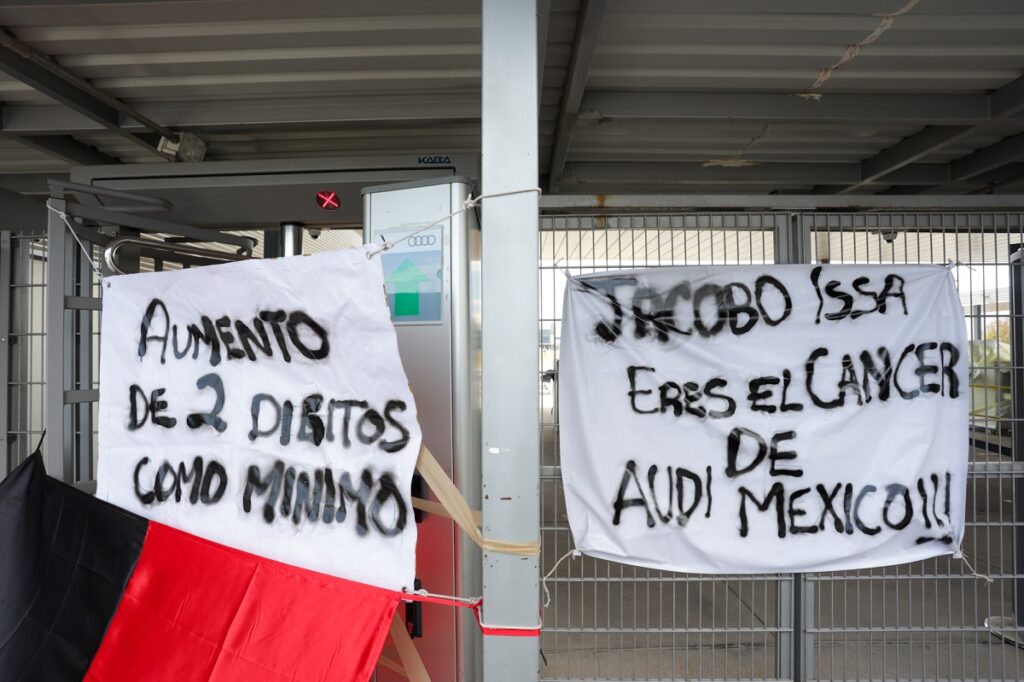 KABA
AUMENTO
DE 2 DIGITOS
COMO MINIMO
JACOBO ISSA
ERES EL CANCER
DE
AUDI MEXICO!!!